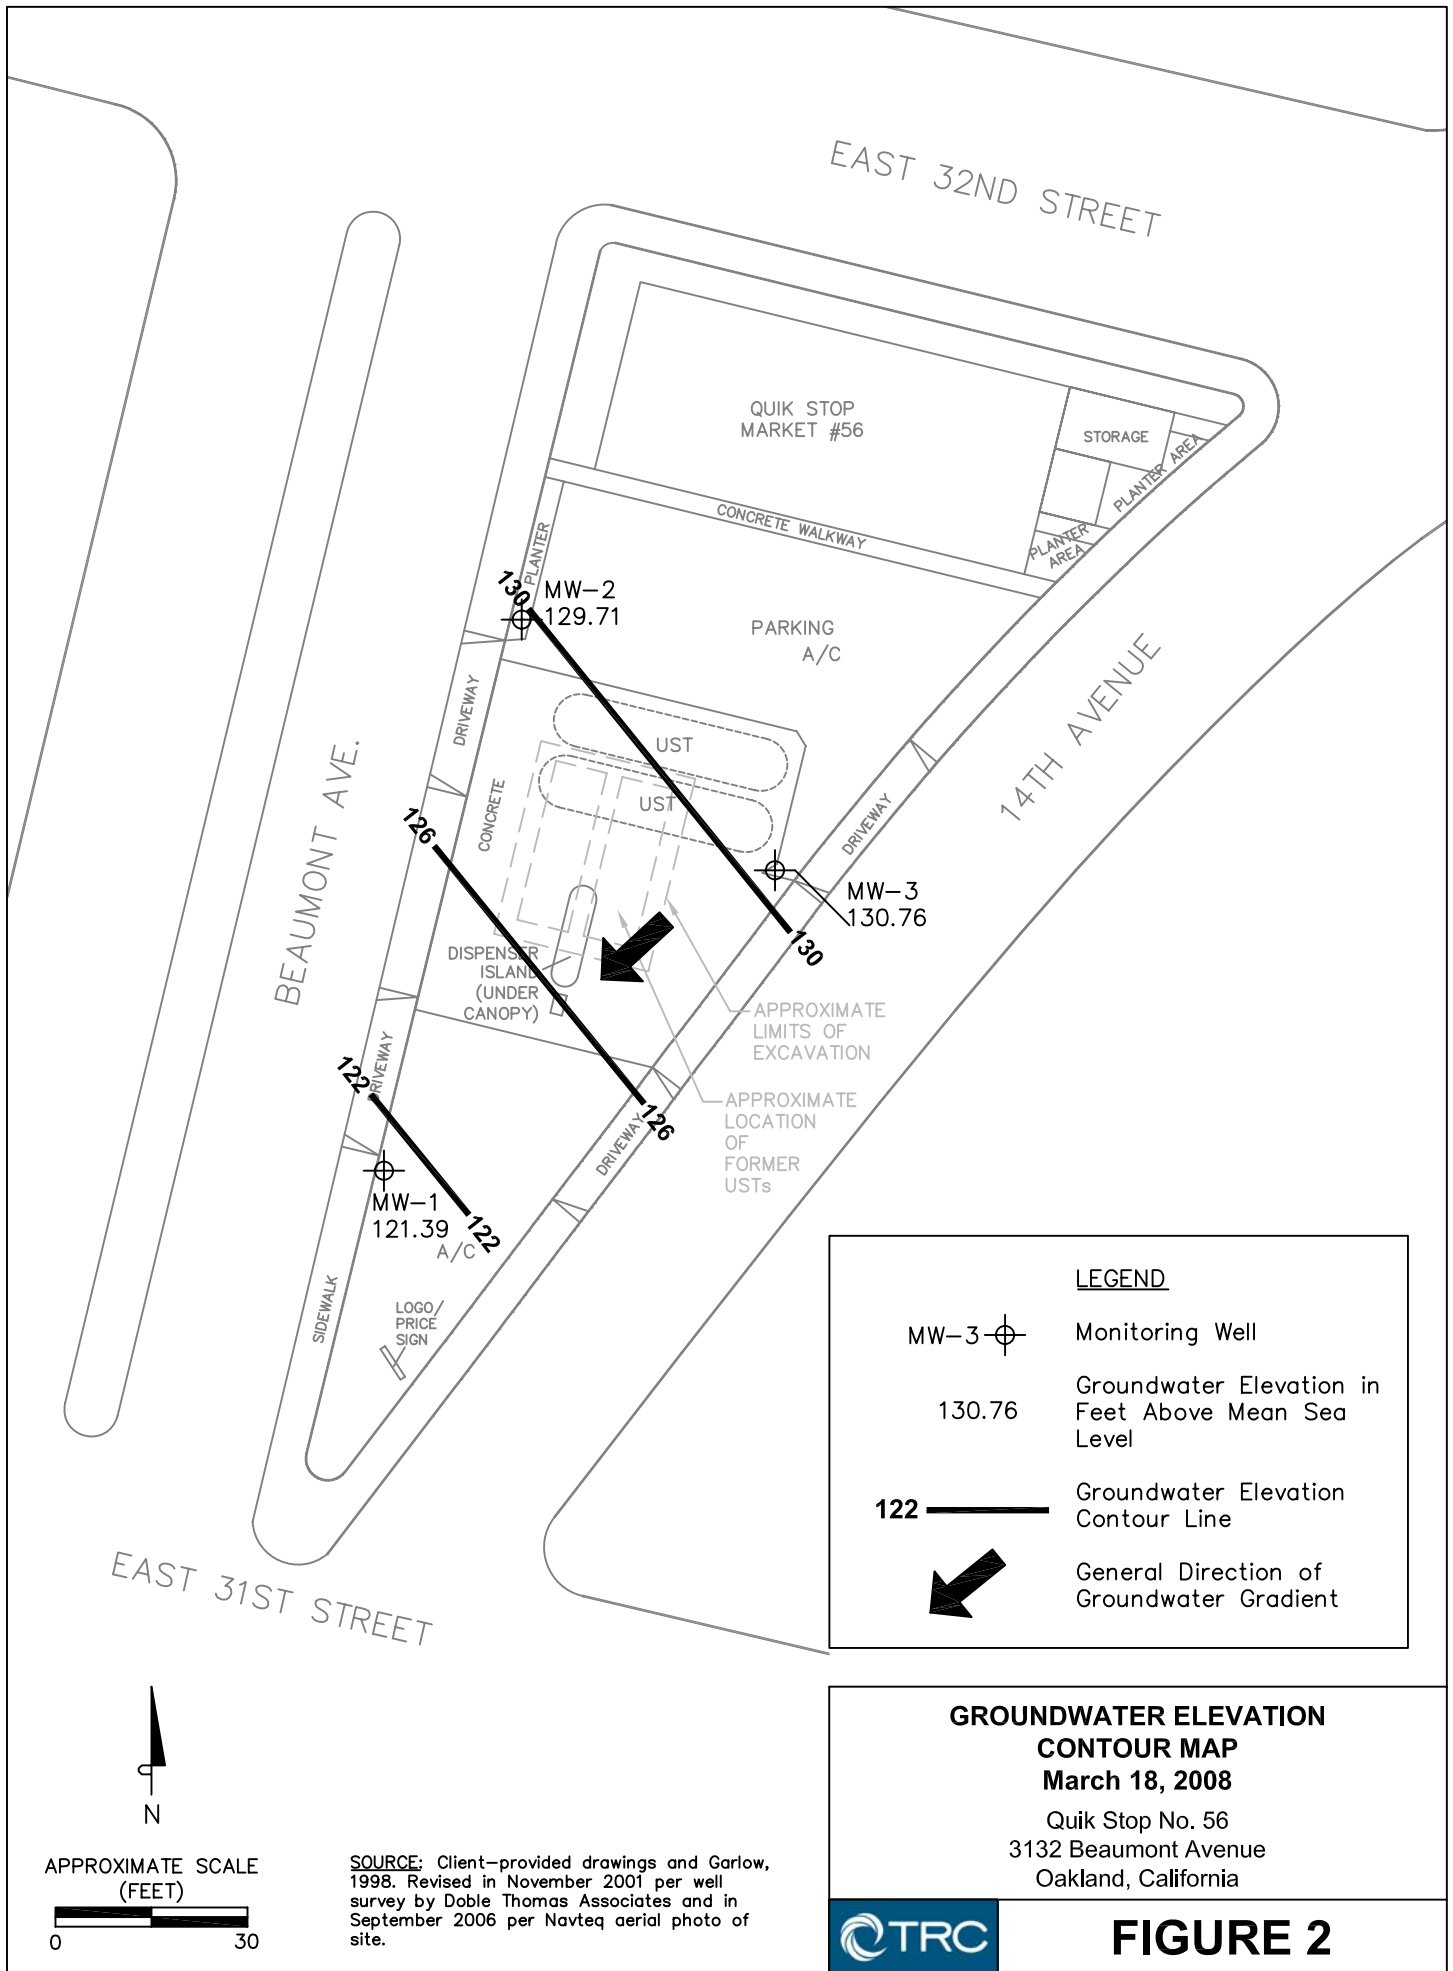 EAST 32ND STREET
QUIK STOP
MARKET #56
STORAGE
PLANTER AREA
PLANTER
AREA
CONCRETE WALKWAY
PLANTER
130
MW-2
129.71
PARKING
A/C
DRIVEWAY
UST
UST
CONCRETE
14TH AVENUE
DRIVEWAY
BEAUMONT AVE.
126
MW-3
130.76
130
DISPENSER
ISLAND
(UNDER
CANOPY)
APPROXIMATE
LIMITS OF
EXCAVATION
122
DRIVEWAY
APPROXIMATE
LOCATION
OF
FORMER
USTs
126
DRIVEWAY
MW-1
121.39
122
A/C
SIDEWALK
LOGO/
PRICE
SIGN
EAST 31ST STREET
LEGEND
MW-3
Monitoring Well
130.76
Groundwater Elevation in
Feet Above Mean Sea
Level
122
Groundwater Elevation
Contour Line
General Direction of
Groundwater Gradient
N
APPROXIMATE SCALE
(FEET)
0 30
SOURCE: Client-provided drawings and Garlow,
1998. Revised in November 2001 per well
survey by Doble Thomas Associates and in
September 2006 per Navteq aerial photo of
site.
GROUNDWATER ELEVATION
CONTOUR MAP
March 18, 2008
Quik Stop No. 56
3132 Beaumont Avenue
Oakland, California
TRC
FIGURE 2